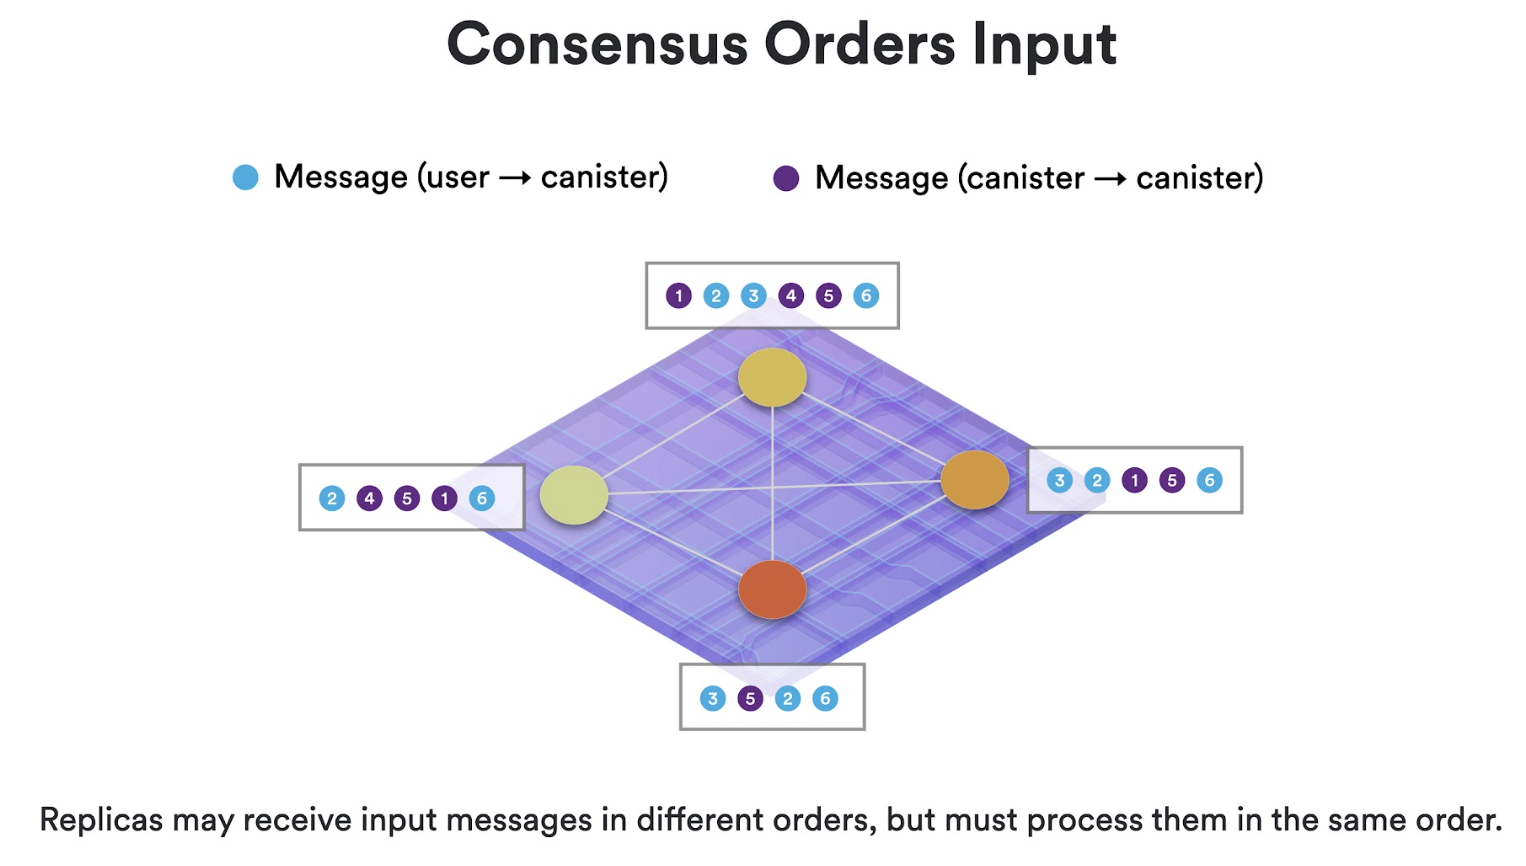 Consensus Orders Input
Message (user → canister)
Message (canister → canister)
1 2 3 4 5 6
2 4 5 1 6
3 2 1 5 6
3 5 2 6
Replicas may receive input messages in different orders, but must process them in the same order.